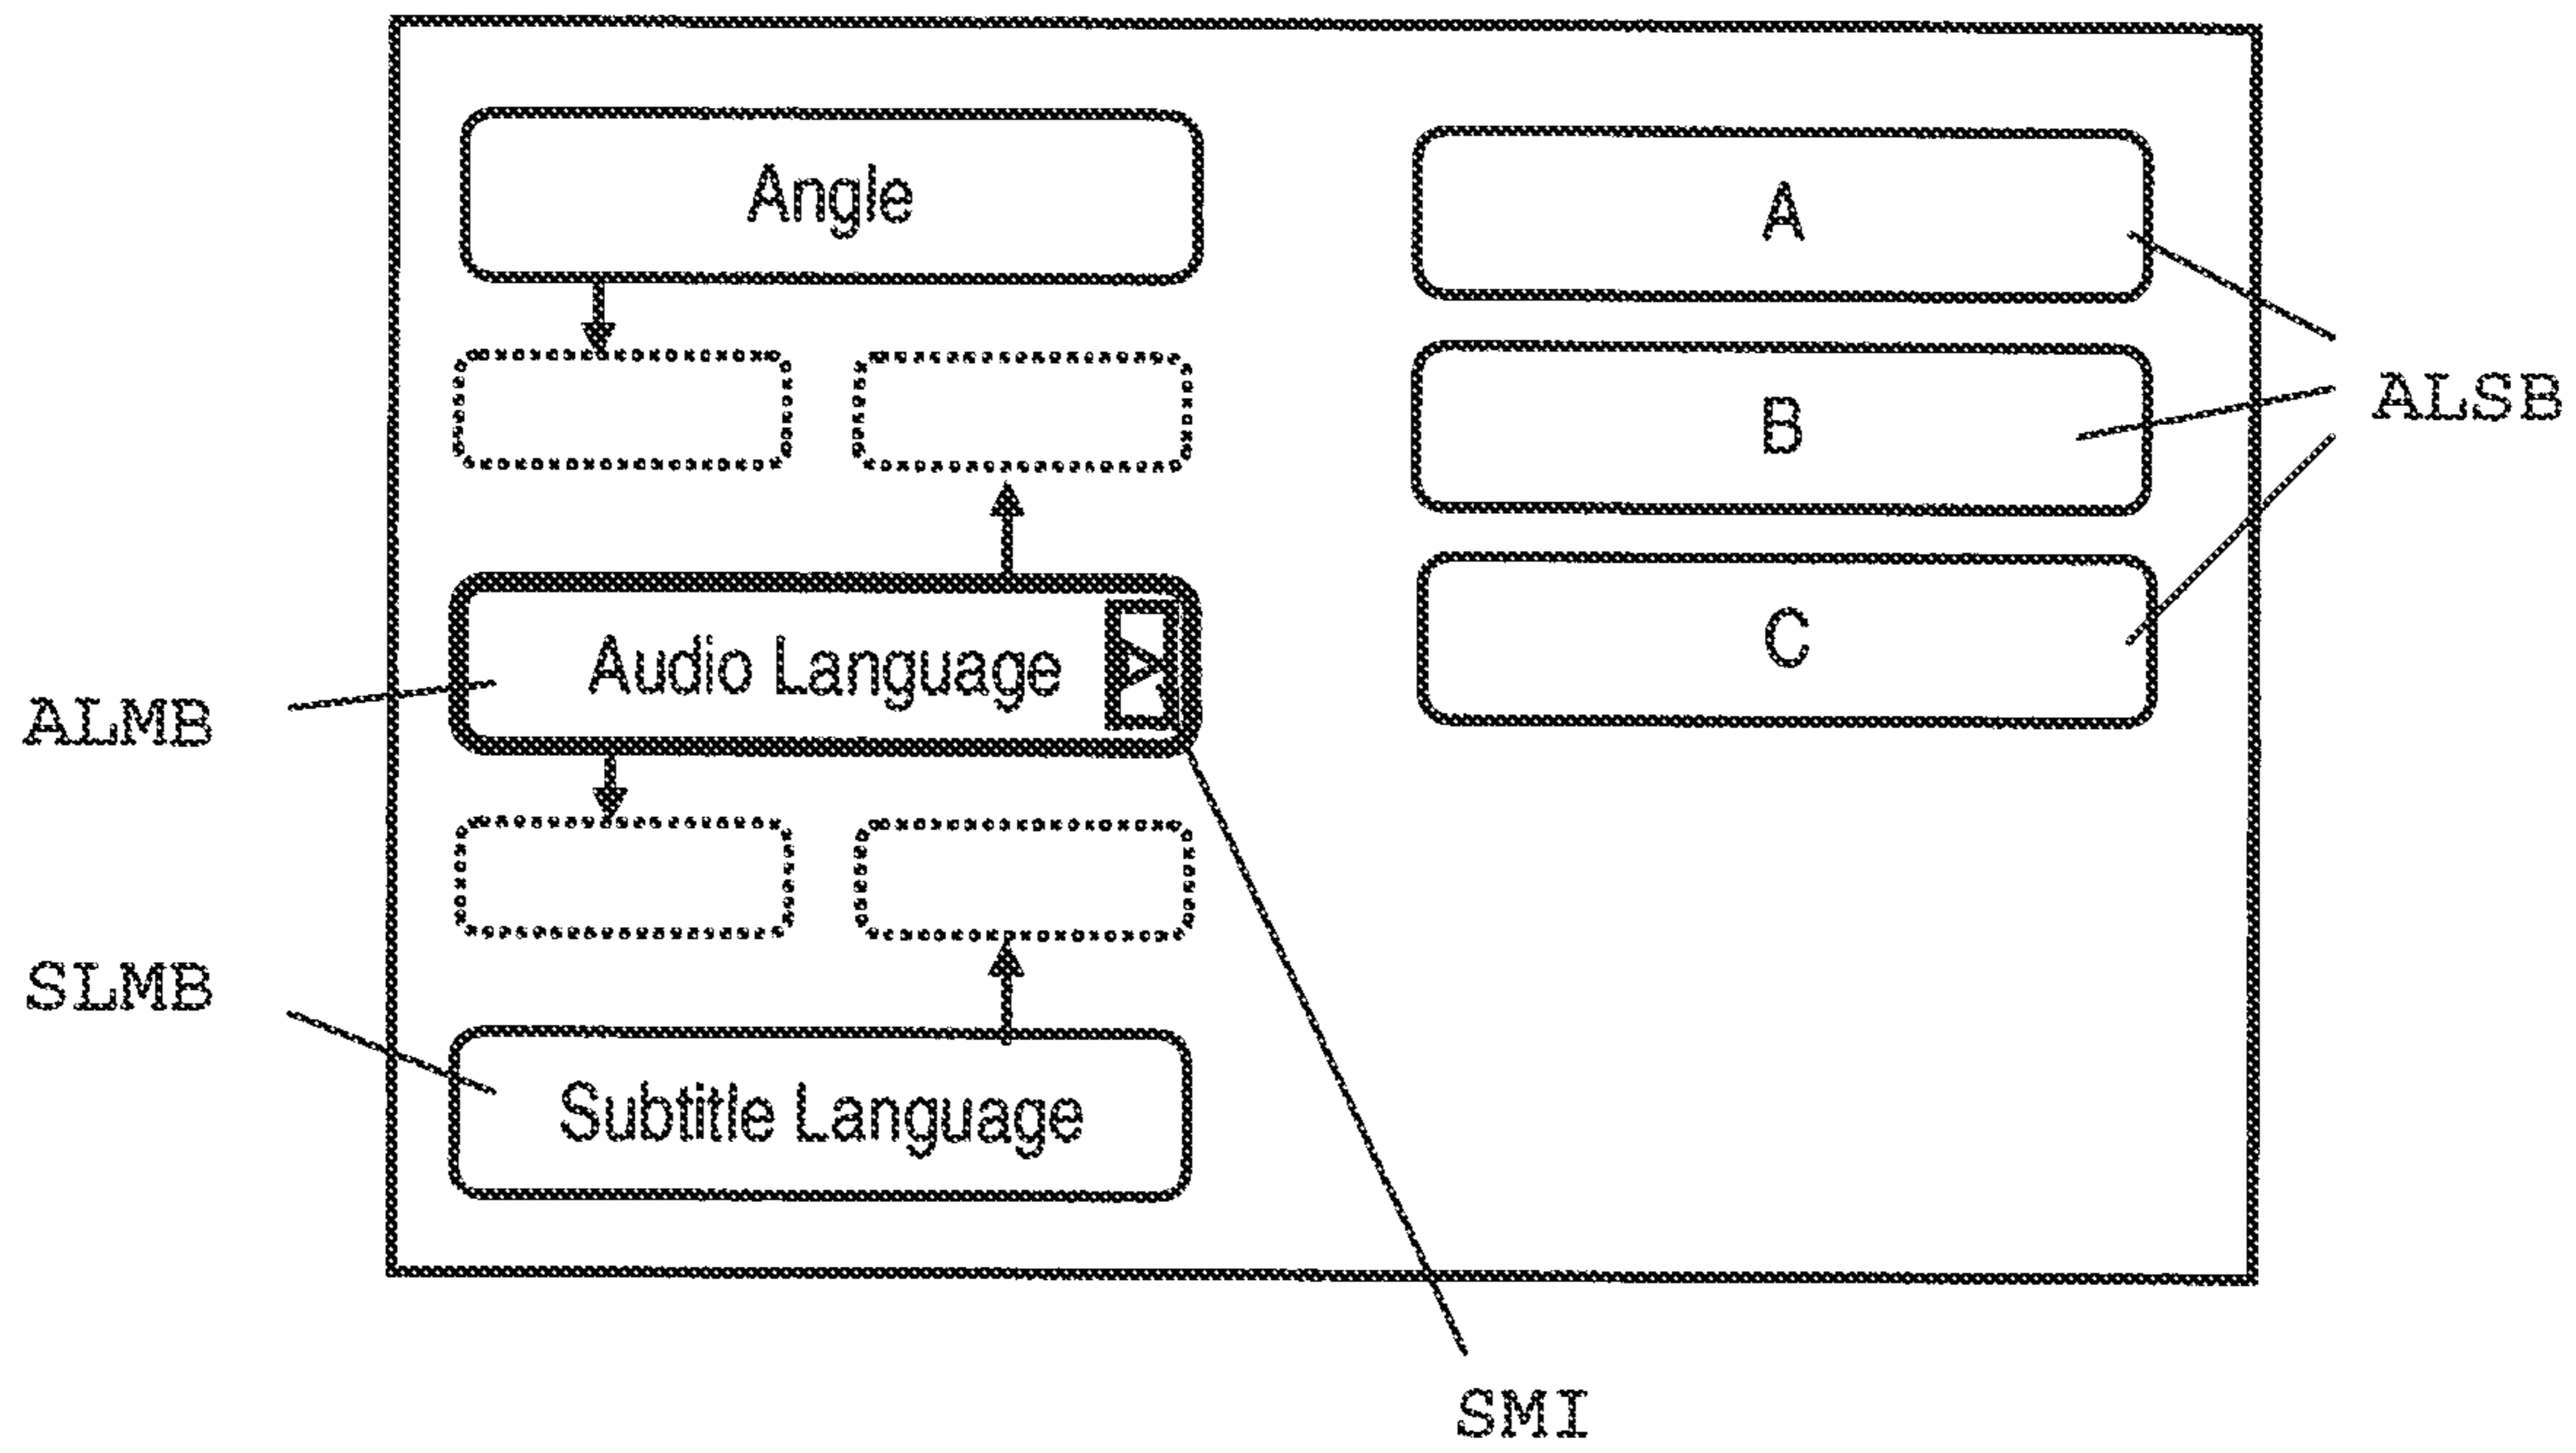 Angle
A
B
ALSB
Audio Language
C
ALMB
SLMB
Subtitle Language
SMI